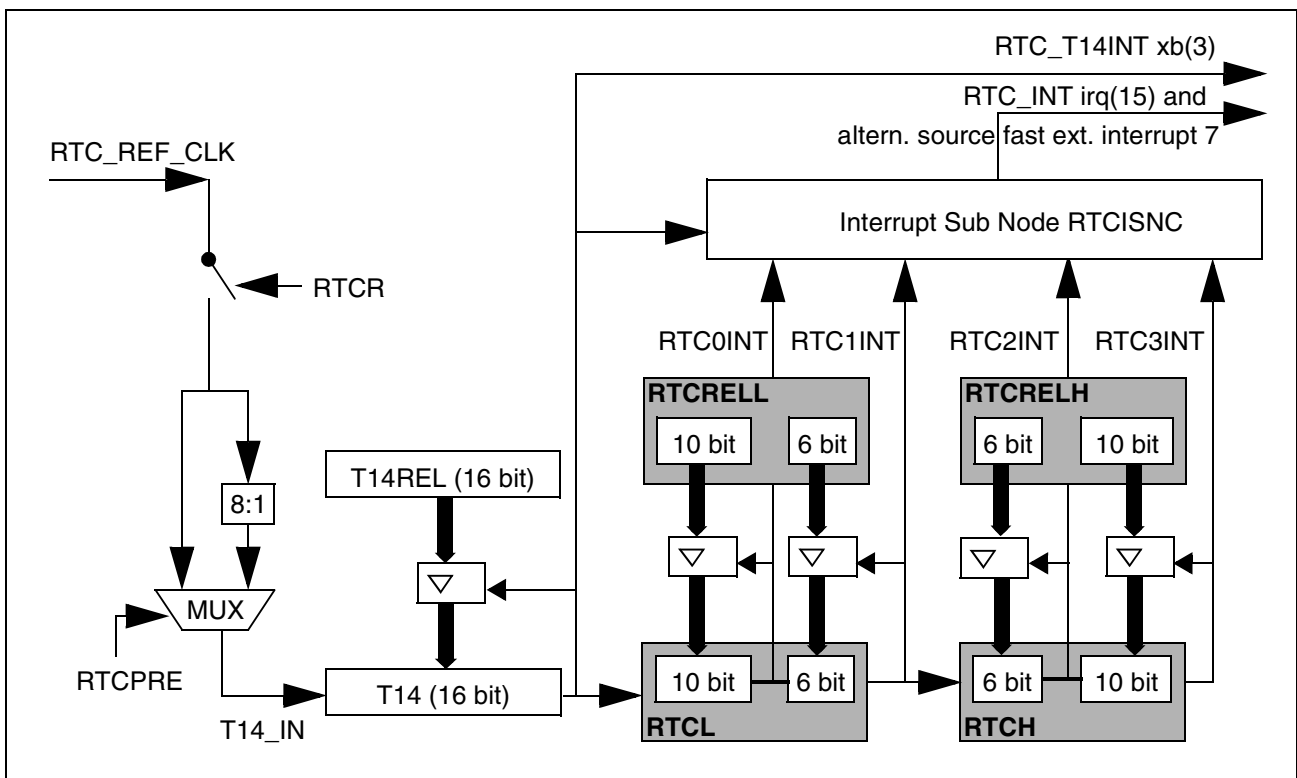 RTC_T14INT xb(3)
RTC_INT irq(15) and
altern. source fast ext. interrupt 7
RTC_REF_CLK
Interrupt Sub Node RTCISNC
RTCR
RTC0INT
RTC1INT
RTC2INT
RTC3INT
RTCRELL
RTCRELH
10 bit
6 bit
6 bit
10 bit
T14REL (16 bit)
8:1
MUX
RTCPRE
T14 (16 bit)
10 bit
6 bit
6 bit
10 bit
T14_IN
RTCL
RTCH